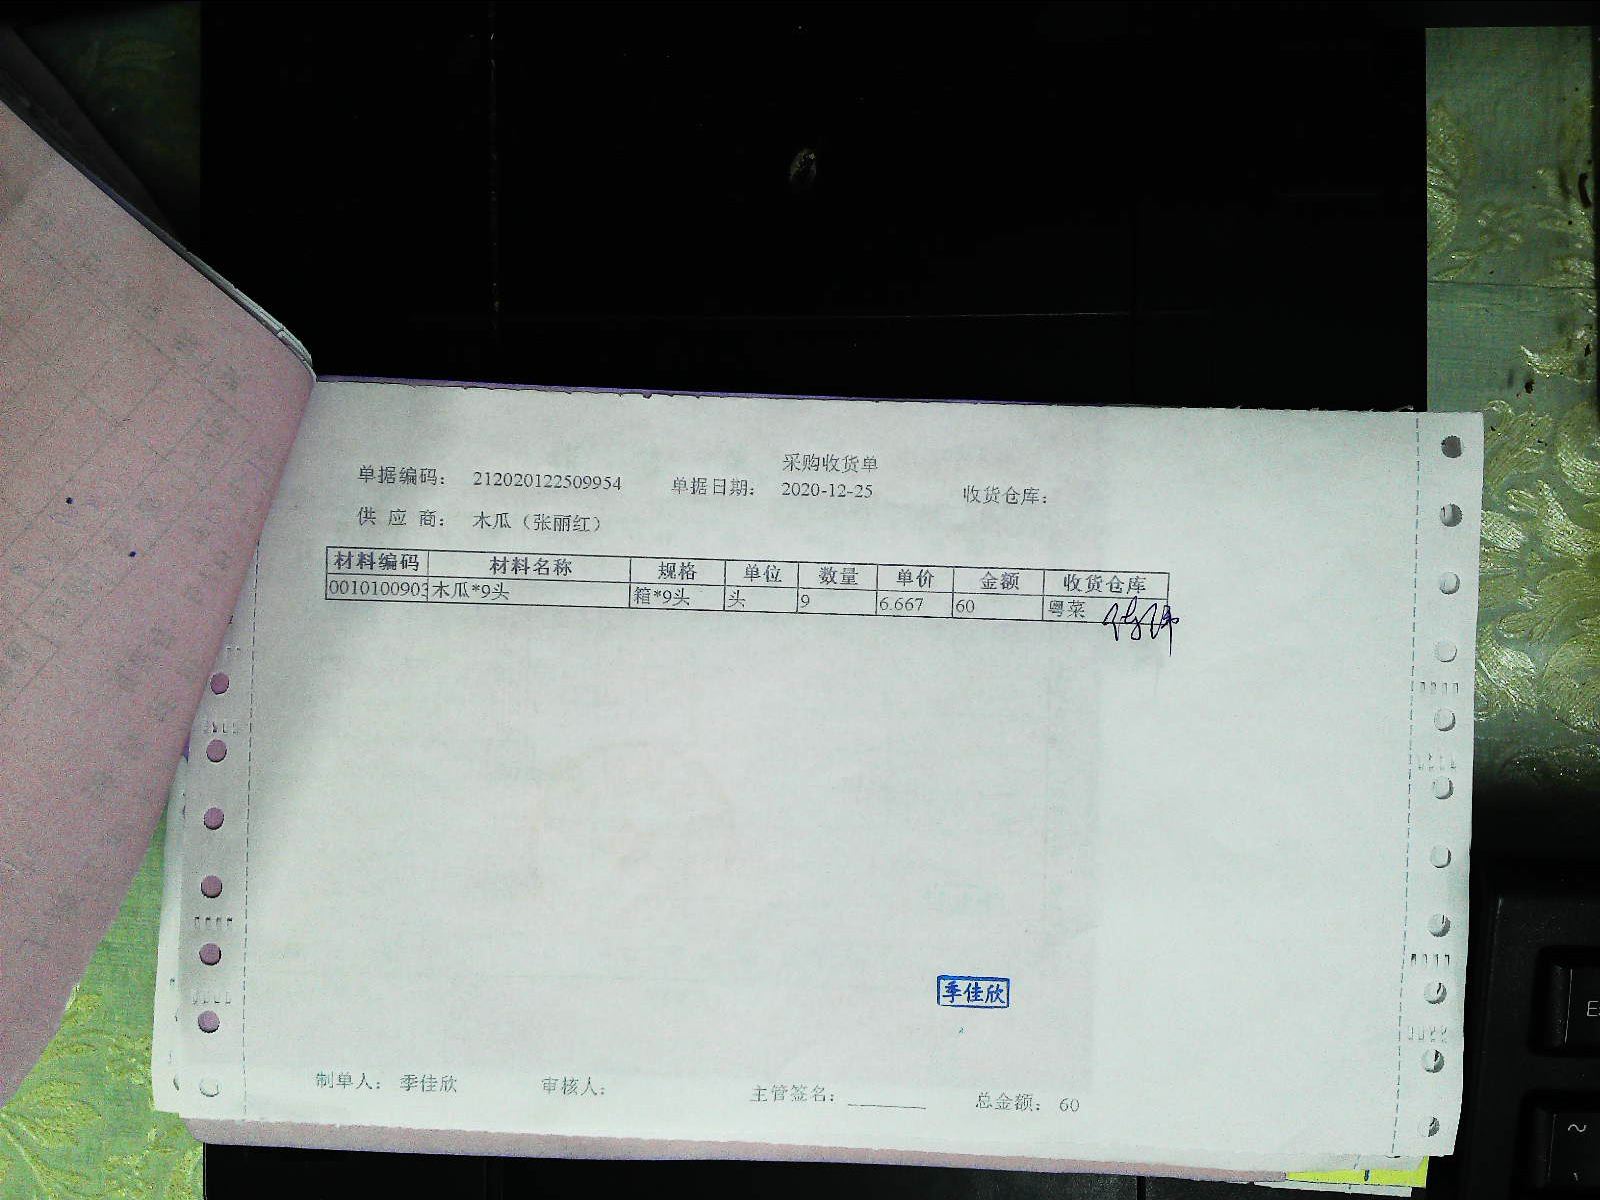 采购收货单
单据编码： 212020122509954 单据日期： 2020-12-25 收货仓库：
供 应 商： 木瓜（张丽红）
材料编码 材料名称 规格 单位 数量 单价 金额 收货仓库
0010100903 木瓜*9头 箱*9头 头 9 6.667 60 粤菜
季佳欣
制单人： 季佳欣 审核人： 主管签名： ________ 总金额： 60